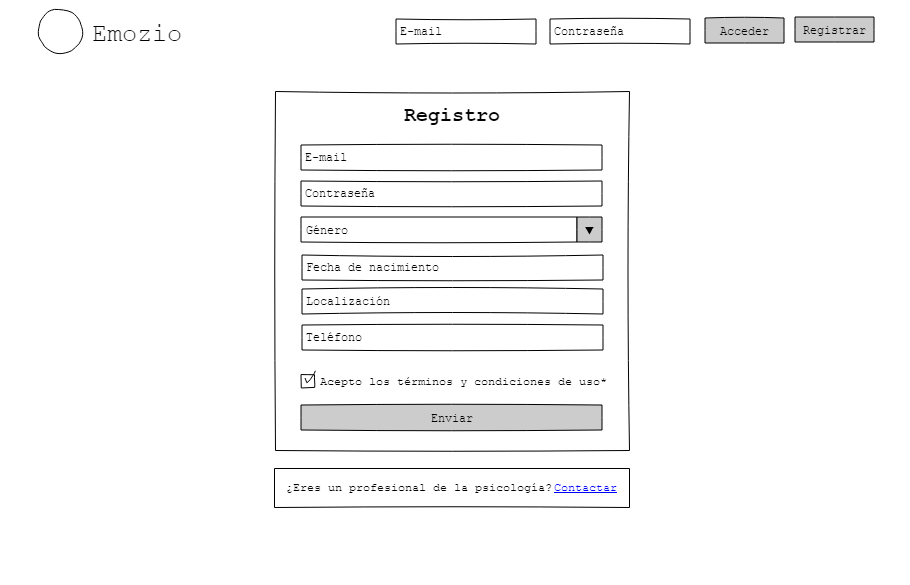 Emozio
E-mail
Contraseña
Acceder
Registrar
Registro
E-mail
Contraseña
Género
Fecha de nacimiento
Localización
Teléfono
Acepto los términos y condiciones de uso*
Enviar
¿Eres un profesional de la psicología? Contactar